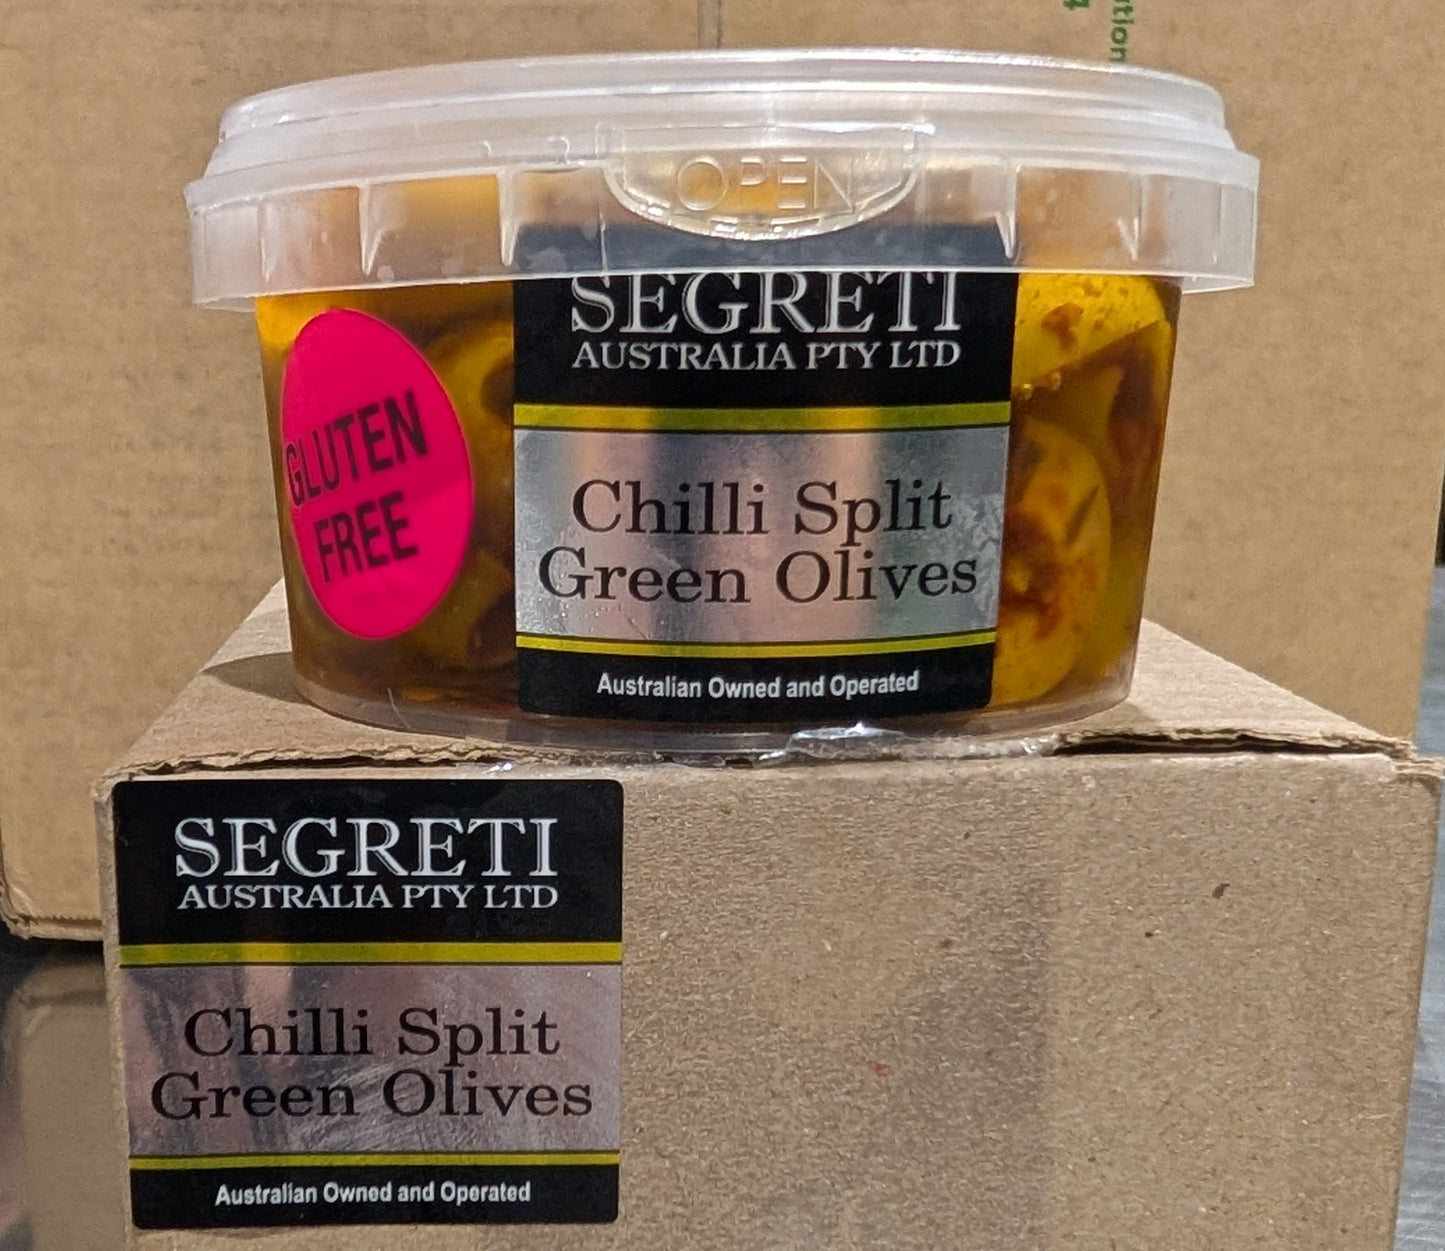 tion
OPEN
SEGRETI
AUSTRALIA PTY LTD
GLUTEN
FREE
Chilli Split
Green Olives
Australian Owned and Operated
SEGRETI
AUSTRALIA PTY LTD
Chilli Split
Green Olives
Australian Owned and Operated